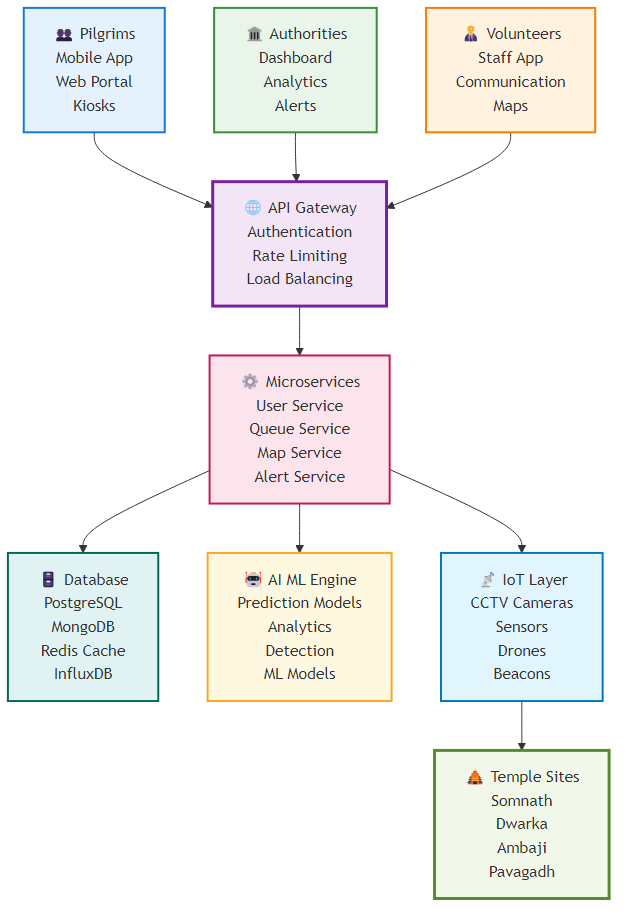 Pilgrims
Mobile App
Web Portal
Kiosks
Authorities
Dashboard
Analytics
Alerts
Volunteers
Staff App
Communication
Maps
API Gateway
Authentication
Rate Limiting
Load Balancing
Microservices
User Service
Queue Service
Map Service
Alert Service
Database
PostgreSQL
MongoDB
Redis Cache
InfluxDB
AI ML Engine
Prediction Models
Analytics
Detection
ML Models
IoT Layer
CCTV Cameras
Sensors
Drones
Beacons
Temple Sites
Somnath
Dwarka
Ambaji
Pavagadh